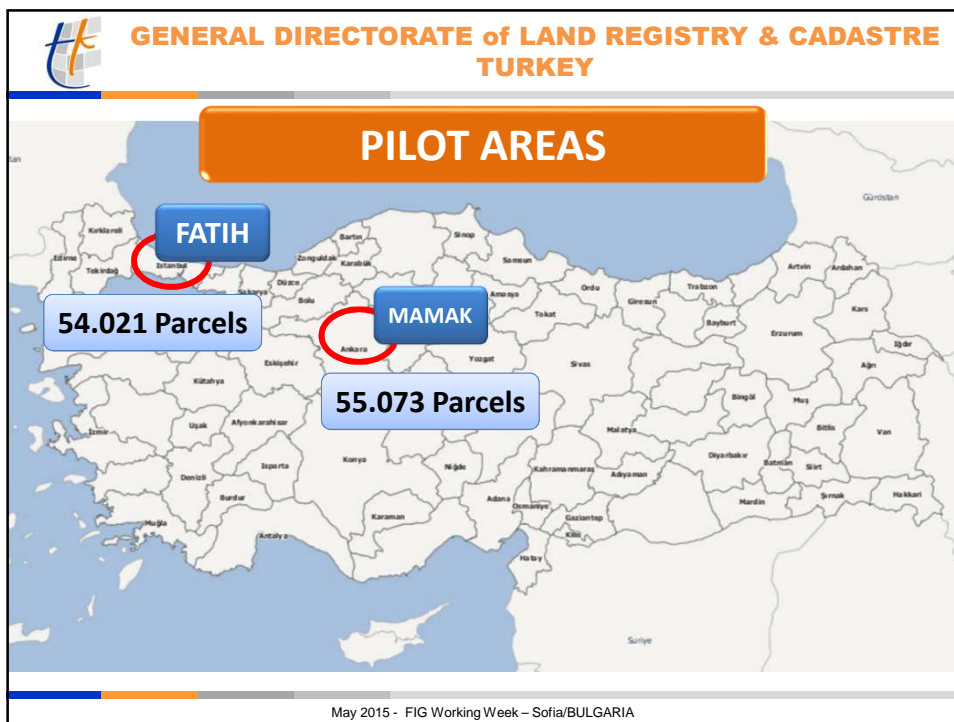 GENERAL DIRECTORATE of LAND REGISTRY & CADASTRE
TURKEY
PILOT AREAS
Gürcistan
FATIH
Kırklareli
Edirne
Tekirdağ
İstanbul
54.021 Parcels
Zonguldak
Bartın
Karabük
Düzce
Bolu
Sakarya
Sinop
Samsun
MAMAK
Amasya
Ordu
Tokat
Giresun
Trabzon
Bayburt
Artvin
Ardahan
Kars
Erzurum
Iğdır
Ağrı
Ankara
Eskişehir
Yozgat
Sivas
Kütahya
55.073 Parcels
Bingöl
Muş
Bitlis
Van
Uşak
Afyonkarahisar
İzmir
Malatya
Diyarbakır
Batman
Siirt
Konya
Isparta
Niğde
Kahramanmaraş
Adıyaman
Denizli
Burdur
Adana
Osmaniye
Mardin
Şırnak
Hakkari
Muğla
Antalya
Karaman
Gaziantep
Kilis
Hatay
Suriye
May 2015 - FIG Working Week – Sofia/BULGARIA